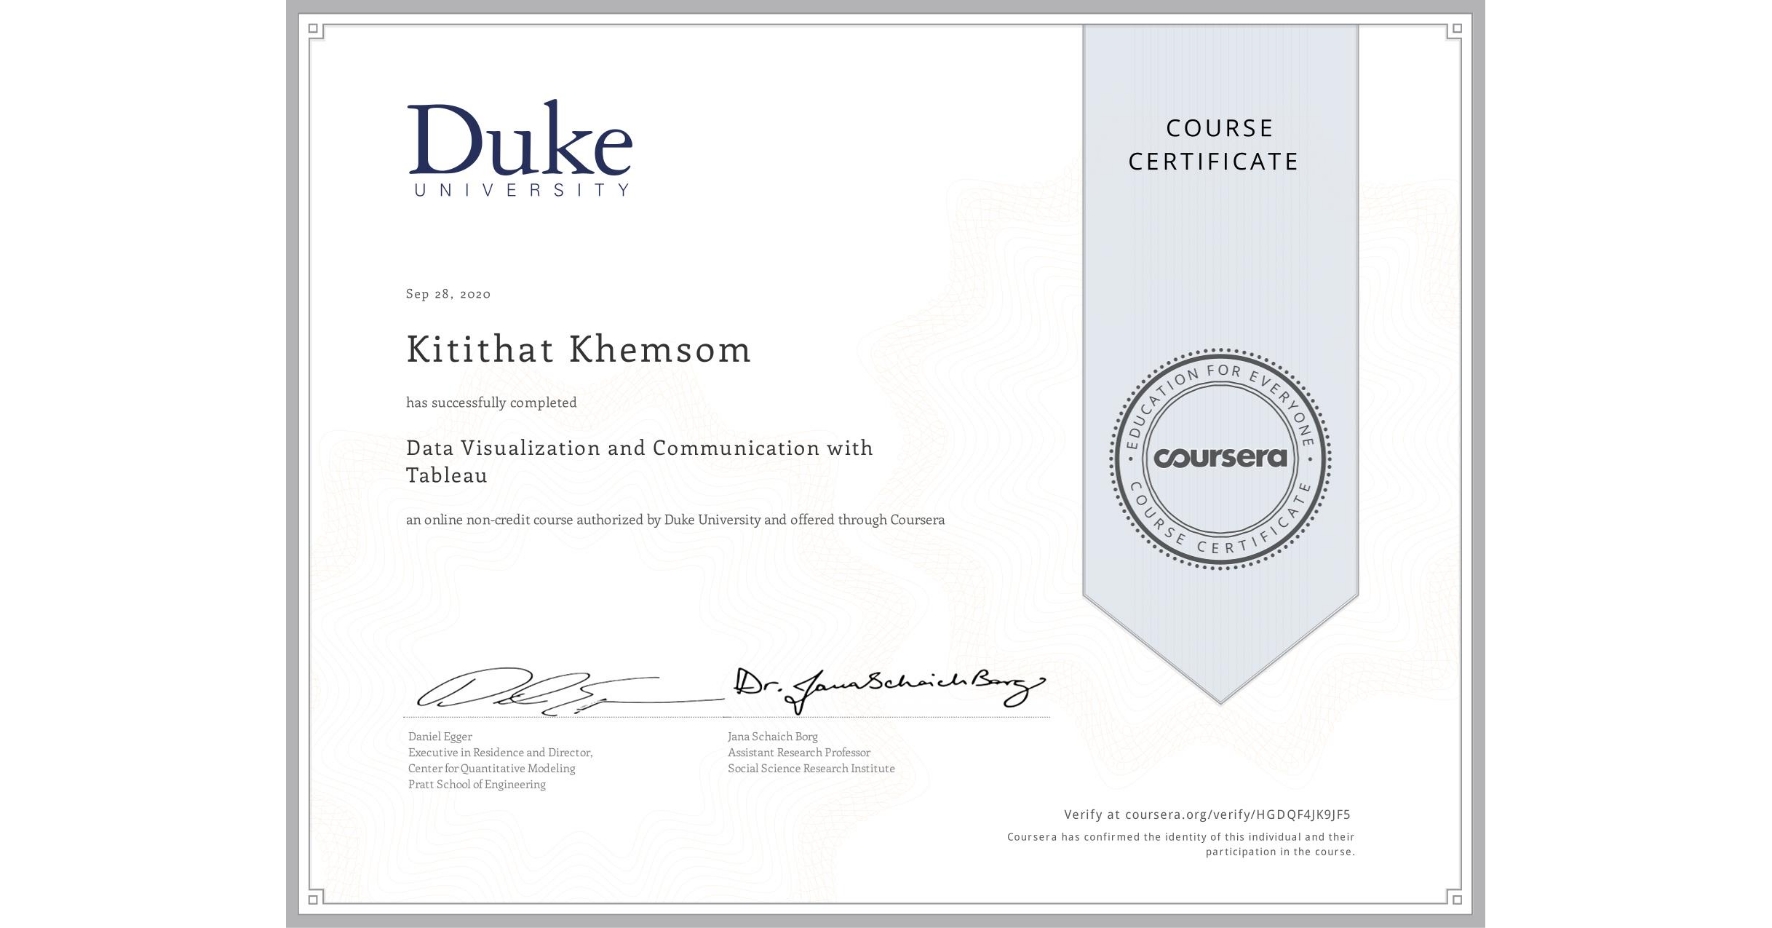 Duke
UNIVERSITY
COURSE
CERTIFICATE
Sep 28, 2020
Kitithat Khemsom
has successfully completed
Data Visualization and Communication with
Tableau
an online non-credit course authorized by Duke University and offered through Coursera
EDUCATION FOR EVERYONE
coursera
COURSE CERTIFICATE
Dr. Jana Schaich Borg
Daniel Egger
Executive in Residence and Director,
Center for Quantitative Modeling
Pratt School of Engineering
Jana Schaich Borg
Assistant Research Professor
Social Science Research Institute
Verify at coursera.org/verify/HGDQF4JK9JF5
Coursera has confirmed the identity of this individual and their
participation in the course.